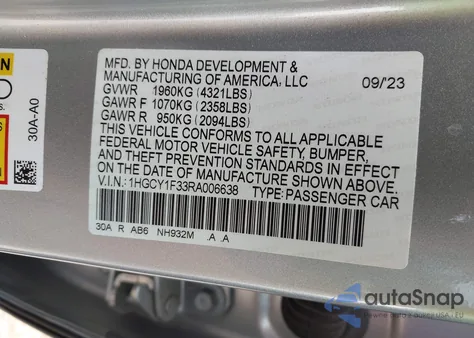 MFD. BY HONDA DEVELOPMENT &
MANUFACTURING OF AMERICA, LLC 09/'23
GVWR 1960KG (4321LBS)
GAWR F 1070KG (2358LBS)
GAWR R 950KG (2094LBS)
THIS VEHICLE CONFORMS TO ALL APPLICABLE
FEDERAL MOTOR VEHICLE SAFETY, BUMPER,
AND THEFT PREVENTION STANDARDS IN EFFECT
ON THE DATE OF MANUFACTURE SHOWN ABOVE.
V.I.N.: 1HGCY1F33RA006638 TYPE: PASSENGER CAR
30A R AB6 NH932M .A .A
30A-A0
autaSnap